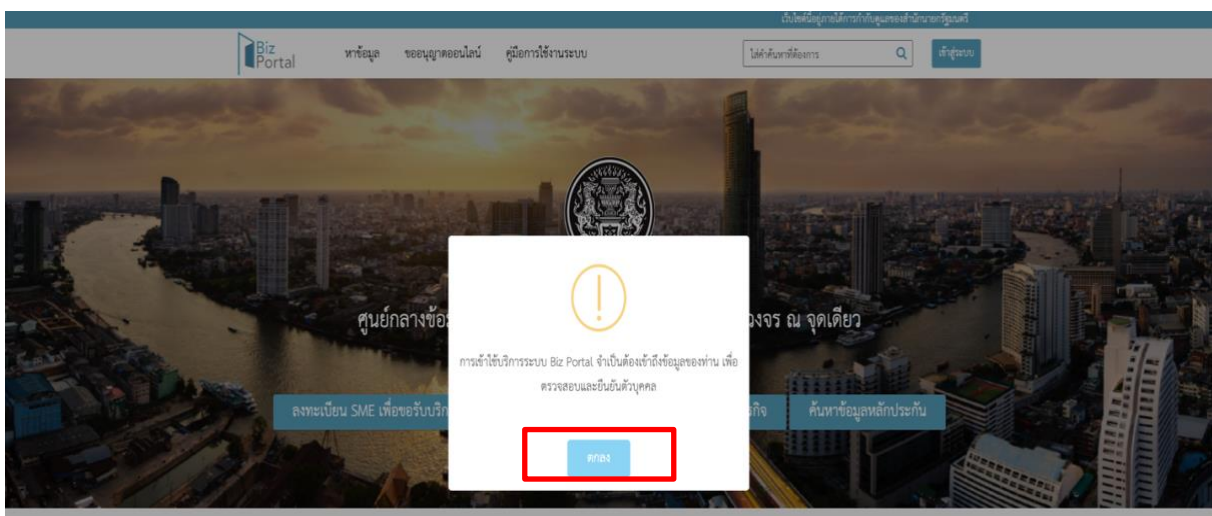 เว็บไซต์นี้อยู่ภายใต้การกำกับดูแลของสำนักนายกรัฐมนตรี
Biz
Portal
หาข้อมูล ขออนุญาตออนไลน์ คู่มือการใช้งานระบบ
ใส่คำค้นหาที่ต้องการ
เข้าสู่ระบบ
ศูนย์กลางข้อม วงจร ณ จุดเดียว
การเข้าใช้บริการระบบ Biz Portal จำเป็นต้องเข้าถึงข้อมูลของท่าน เพื่อ
ตรวจสอบและยืนยันตัวบุคคล
ลงทะเบียน SME เพื่อขอรับบริก รกิจ ค้นหาข้อมูลหลักประกัน
ตกลง